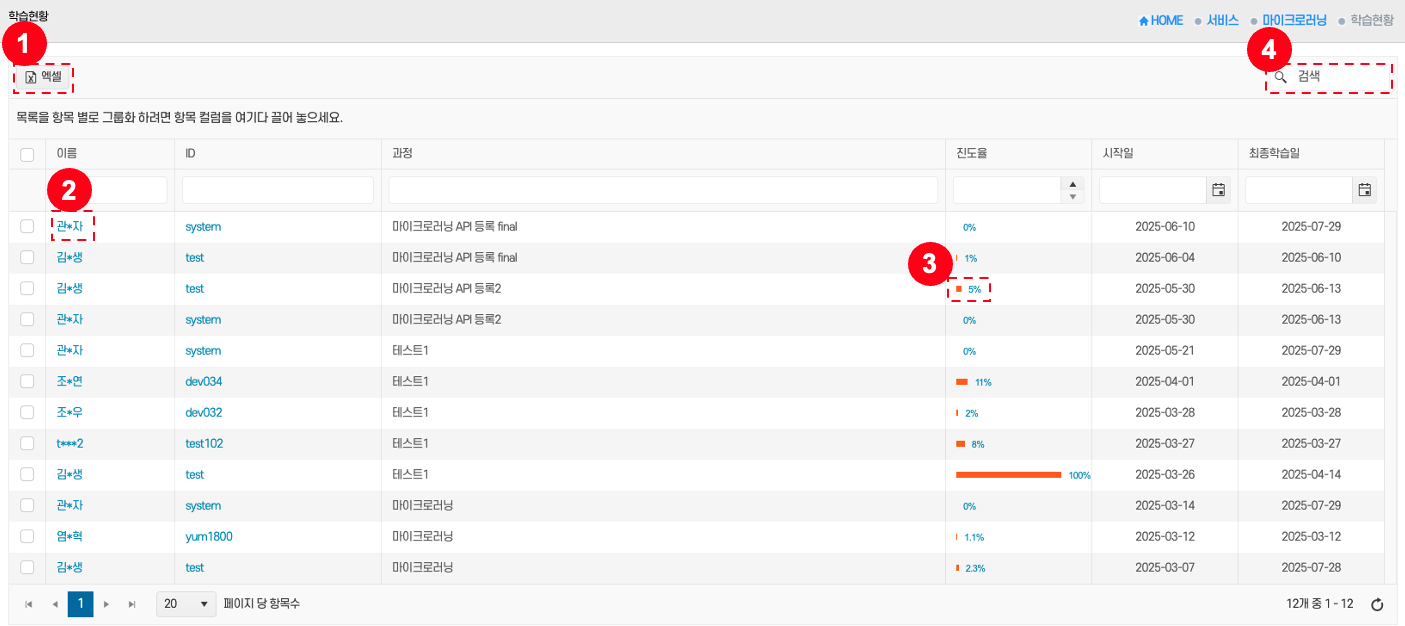 학습현황
HOME 서비스 마이크로러닝 학습현황
1
4
엑셀
검색
목록을 항목 별로 그룹화 하려면 항목 컬럼을 여기다 끌어 놓으세요.
이름 ID 과정 진도율 시작일 최종학습일
2
관*자 system 마이크로러닝 API 등록 final 0% 2025-06-10 2025-07-29
김*생 test 마이크로러닝 API 등록 final 1% 2025-06-04 2025-06-10
3
김*생 test 마이크로러닝 API 등록2 5% 2025-05-30 2025-06-13
관*자 system 마이크로러닝 API 등록2 0% 2025-05-30 2025-06-13
관*자 system 테스트1 0% 2025-05-21 2025-07-29
조*연 dev034 테스트1 11% 2025-04-01 2025-04-01
조*우 dev032 테스트1 2% 2025-03-28 2025-03-28
t***2 test102 테스트1 8% 2025-03-27 2025-03-27
김*생 test 테스트1 100% 2025-03-26 2025-04-14
관*자 system 마이크로러닝 0% 2025-03-14 2025-07-29
염*혁 yum1800 마이크로러닝 1.1% 2025-03-12 2025-03-12
김*생 test 마이크로러닝 2.3% 2025-03-07 2025-07-28
1 20 페이지 당 항목수 12개 중 1 - 12